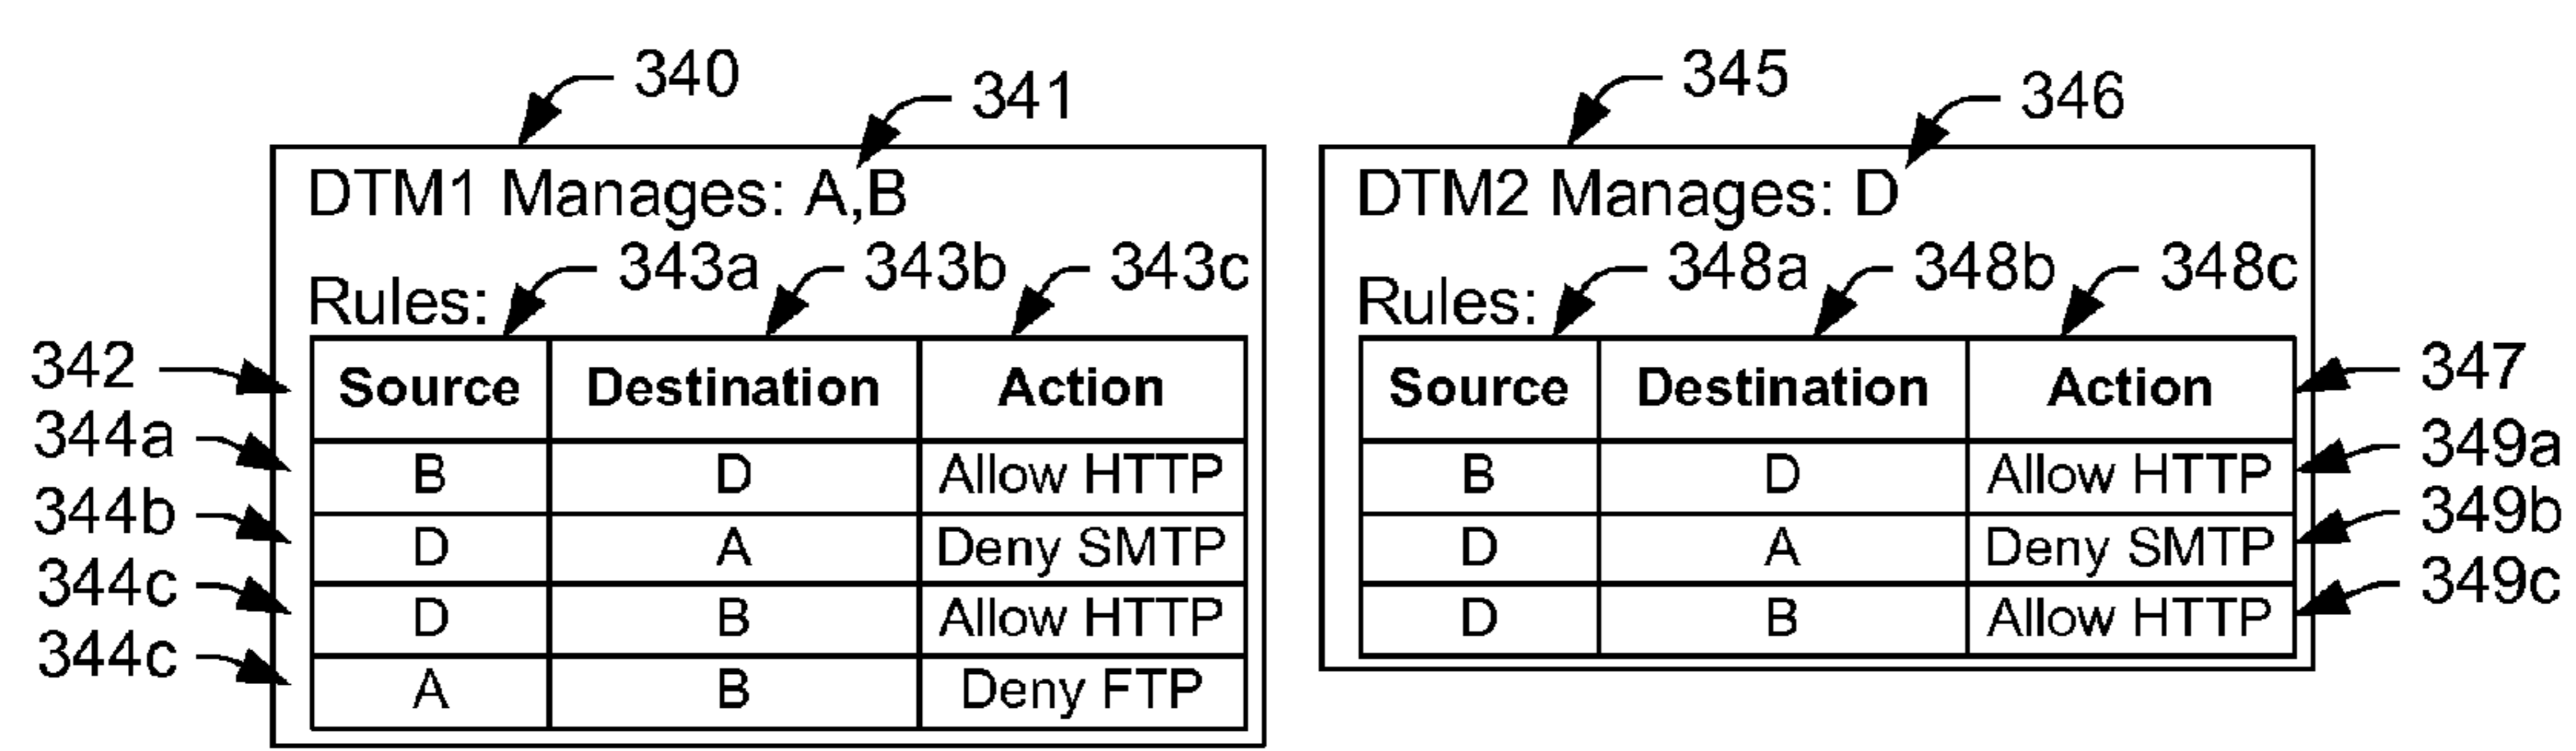 340
341
DTM1 Manages: A,B
343a 343b 343c
Rules:
342 Source Destination Action
344a B D Allow HTTP
344b D A Deny SMTP
344c D B Allow HTTP
344c A B Deny FTP
345
346
DTM2 Manages: D
348a 348b 348c
Rules:
Source Destination Action 347
B D Allow HTTP 349a
D A Deny SMTP 349b
D B Allow HTTP 349c